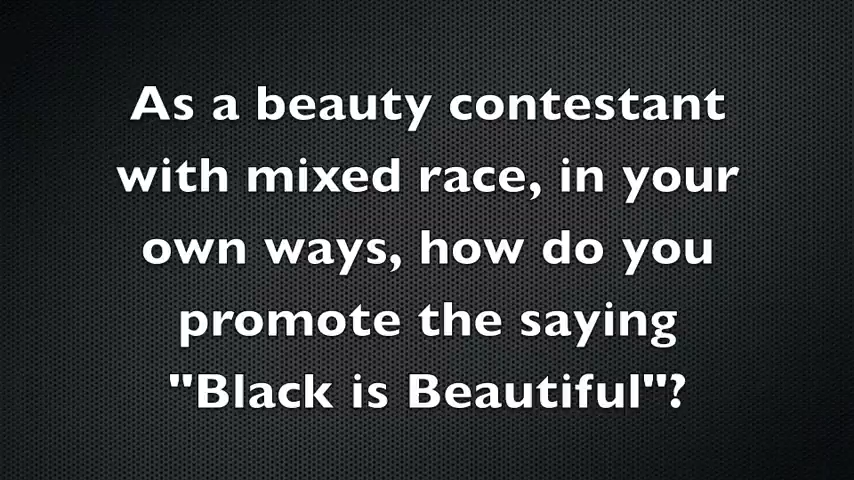 As a beauty contestant
with mixed race, in your
own ways, how do you
promote the saying
"Black is Beautiful"?